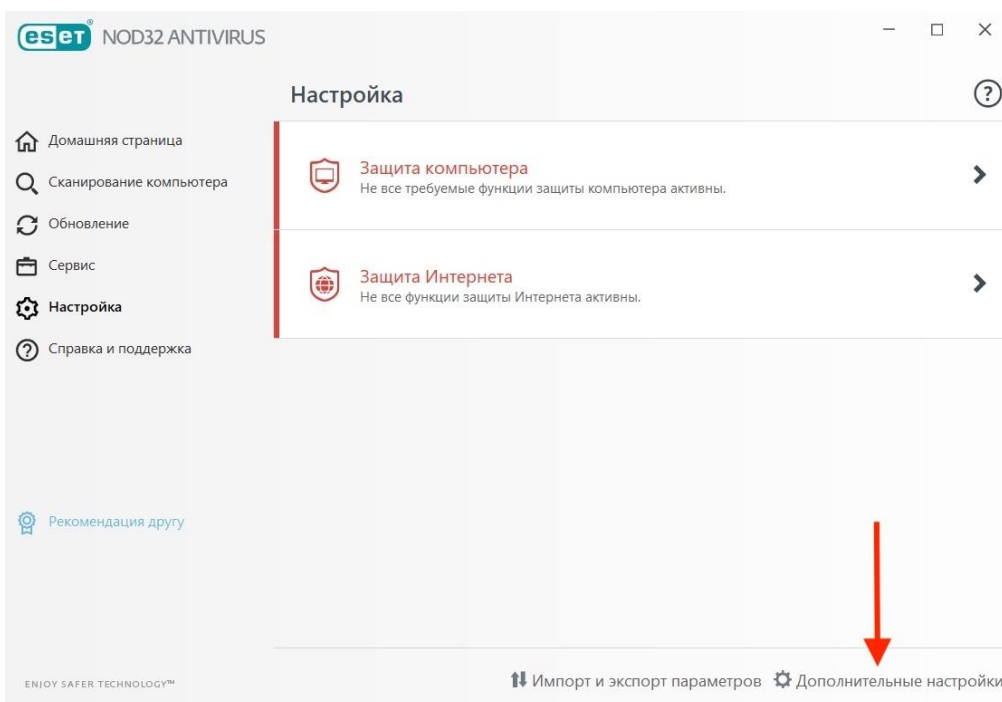 eset NOD32 ANTIVIRUS
Настройка
Домашняя страница
Сканирование компьютера
Обновление
Сервис
Настройка
Справка и поддержка
Рекомендация другу
ENJOY SAFER TECHNOLOGY™
Защита компьютера
Не все требуемые функции защиты компьютера активны.
Защита Интернета
Не все функции защиты Интернета активны.
Импорт и экспорт параметров Дополнительные настройки